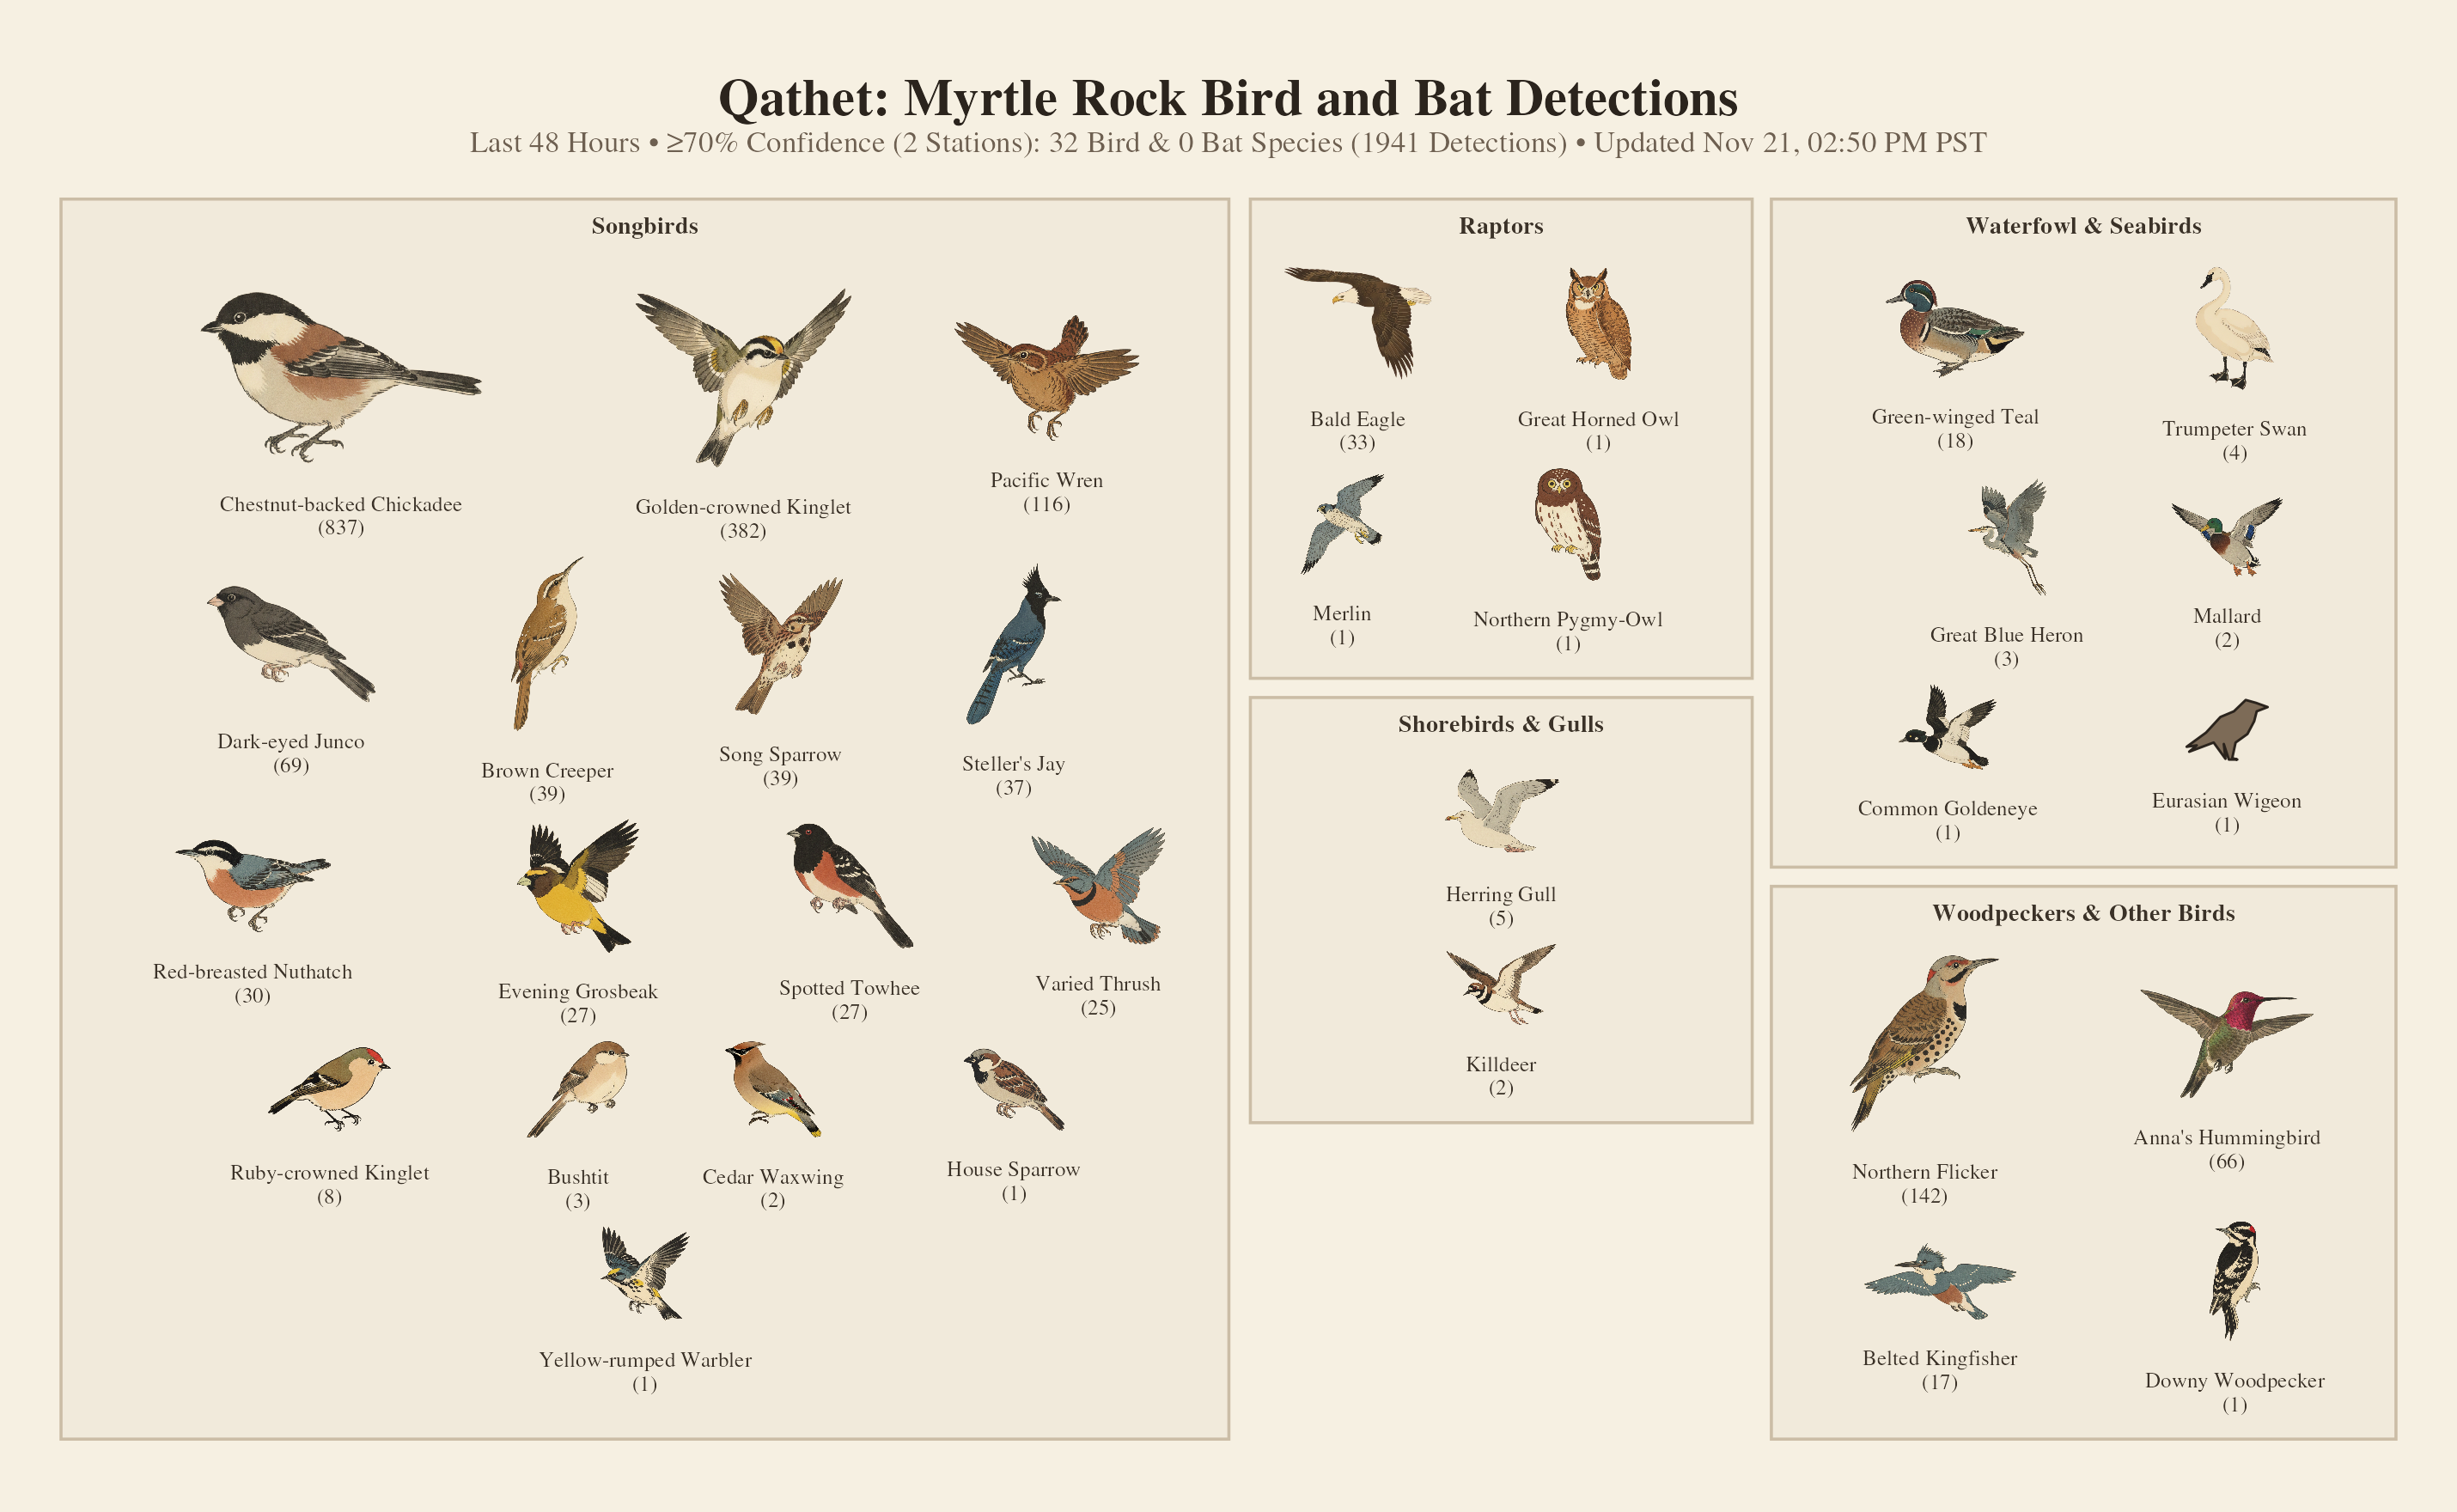 Qathet: Myrtle Rock Bird and Bat Detections
Last 48 Hours • ≥70% Confidence (2 Stations): 32 Bird & 0 Bat Species (1941 Detections) • Updated Nov 21, 02:50 PM PST
Songbirds
Chestnut-backed Chickadee
(837)
Golden-crowned Kinglet
(382)
Pacific Wren
(116)
Dark-eyed Junco
(69)
Brown Creeper
(39)
Song Sparrow
(39)
Steller's Jay
(37)
Red-breasted Nuthatch
(30)
Evening Grosbeak
(27)
Spotted Towhee
(27)
Varied Thrush
(25)
Ruby-crowned Kinglet
(8)
Bushtit
(3)
Cedar Waxwing
(2)
House Sparrow
(1)
Yellow-rumped Warbler
(1)
Raptors
Bald Eagle
(33)
Great Horned Owl
(1)
Merlin
(1)
Northern Pygmy-Owl
(1)
Shorebirds & Gulls
Herring Gull
(5)
Killdeer
(2)
Waterfowl & Seabirds
Green-winged Teal
(18)
Trumpeter Swan
(4)
Great Blue Heron
(3)
Mallard
(2)
Common Goldeneye
(1)
Eurasian Wigeon
(1)
Woodpeckers & Other Birds
Northern Flicker
(142)
Anna's Hummingbird
(66)
Belted Kingfisher
(17)
Downy Woodpecker
(1)